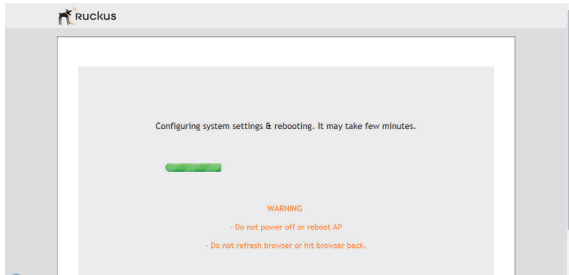 Ruckus
Configuring system settings & rebooting. It may take few minutes.
WARNING
- Do not power off or reboot AP
- Do not refresh browser or hit browser back.